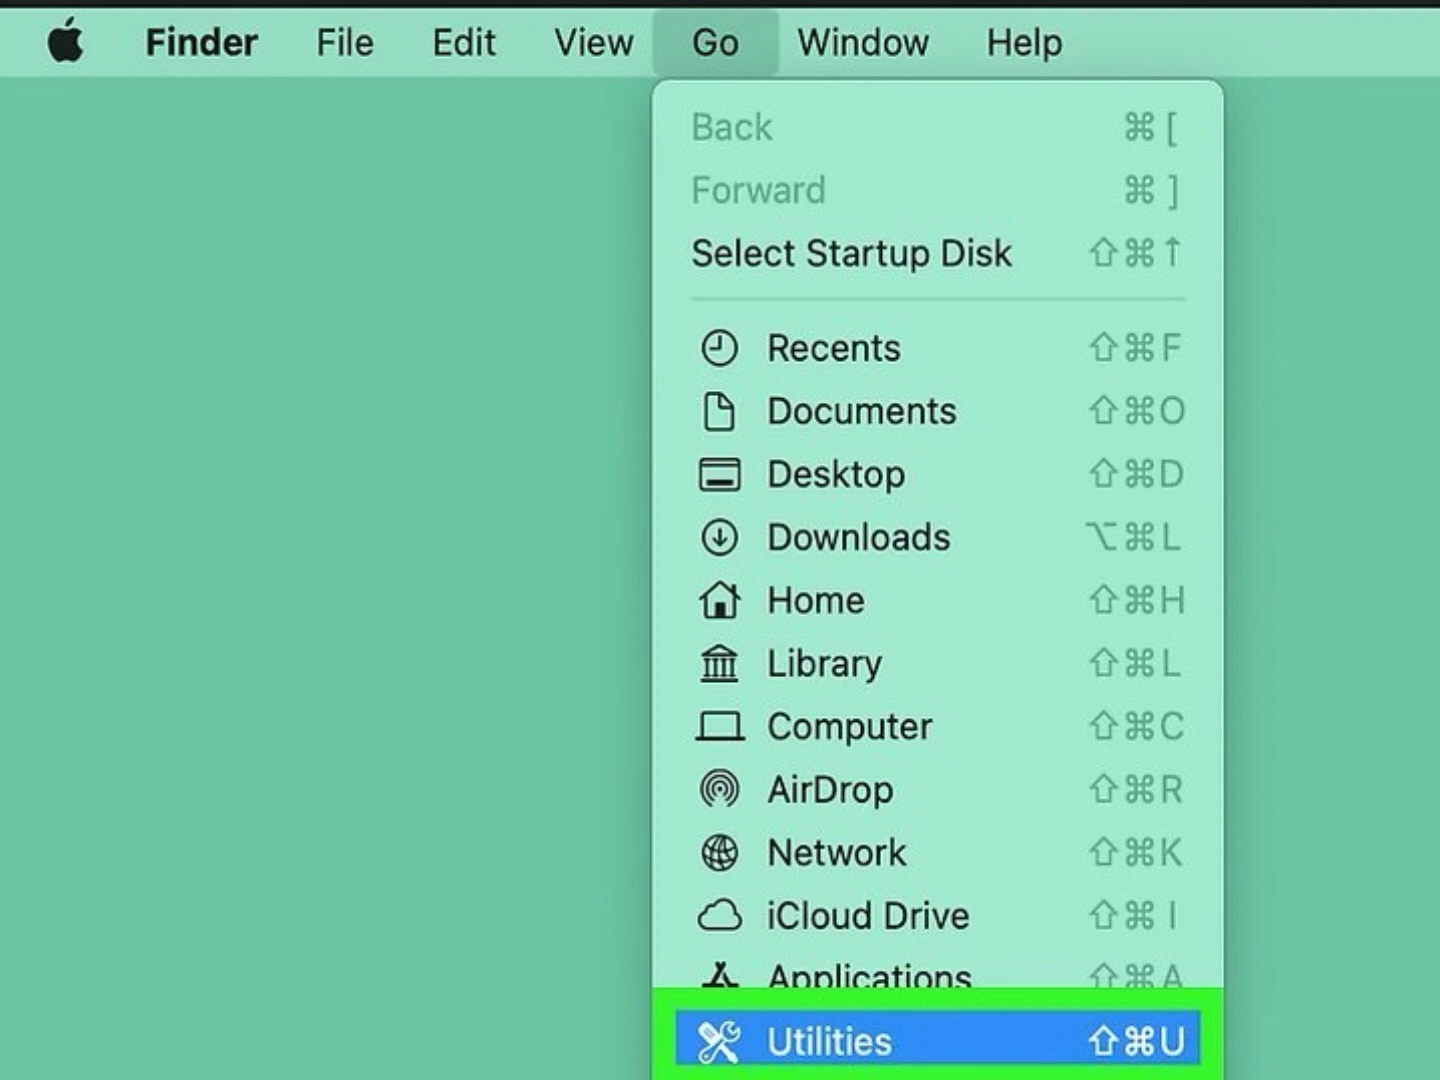 Finder File Edit View Go Window Help
Back ⌘[
Forward ⌘]
Select Startup Disk ⇧⌘↑
Recents ⇧⌘F
Documents ⇧⌘O
Desktop ⇧⌘D
Downloads ⌥⌘L
Home ⇧⌘H
Library ⇧⌘L
Computer ⇧⌘C
AirDrop ⇧⌘R
Network ⇧⌘K
iCloud Drive ⇧⌘I
Applications ⇧⌘A
Utilities ⇧⌘U